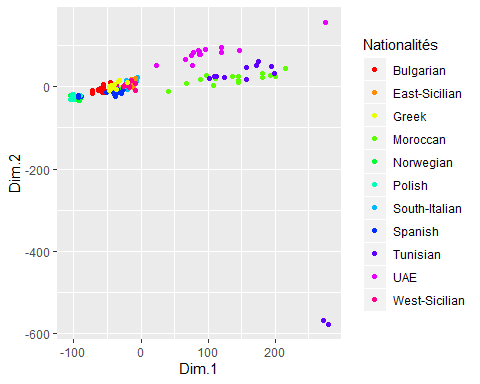 Nationalités
Bulgarian
East-Sicilian
Greek
Moroccan
Norwegian
Polish
South-Italian
Spanish
Tunisian
UAE
West-Sicilian
Dim.2
0
-200
-400
-600
-100 0 100 200
Dim.1